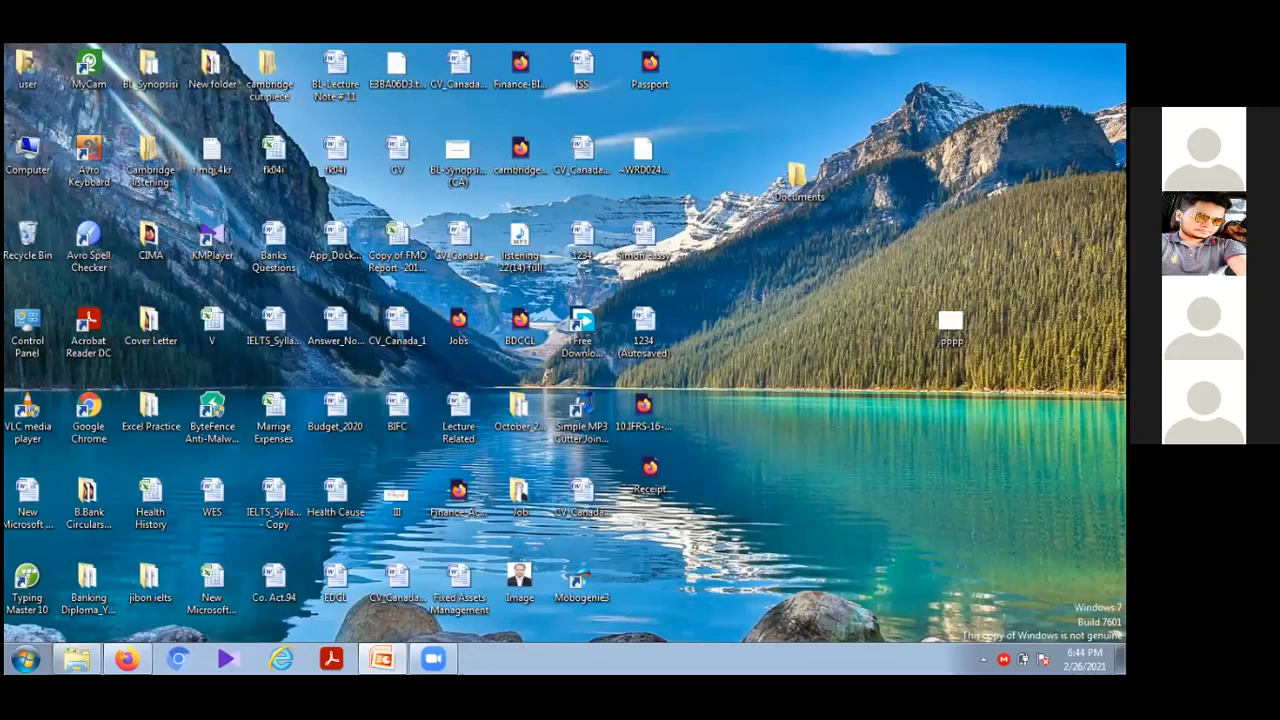 user
MyCam
BL_Synopsisi
New folder
cambridge
cut piece
BL-Lecture
Note # 11
E3BA06D3.t...
CV_Canada...
Finance-BI...
ISS
Passport
Computer
Avro
Keyboard
Cambridge
listening
fk04i
fk04i
CV
BL-Synopsi...
(CA)
cambridge...
CV_Canada...
~WRD024...
Documents
Recycle Bin
Avro Spell
Checker
CIMA
KMPlayer
Banks
Questions
App_Dock...
Copy of FMO
Report -201...
CV_Canada
listening
22(14) full
1234
Simon eassy
Control
Panel
Acrobat
Reader DC
Cover Letter
V
IELTS_Sylla...
Answer_No...
CV_Canada_1
Jobs
BDCCL
Free
Downlo...
1234
(Autosaved)
pppp
VLC media
player
Google
Chrome
Excel Practice
ByteFence
Anti-Malw...
Marrige
Expenses
Budget_2020
BIFC
Lecture
Related
October_2...
Simple MP3
Cutter Join...
10.IFRS-16-...
New
Microsoft ...
B.Bank
Circulars...
Health
History
WES
IELTS_Sylla...
- Copy
Health Cause
III
Finance-Ac...
Job
CV_Canada...
Receipt
Typing
Master 10
Banking
Diploma_Y...
jibon ielts
New
Microsoft...
Co. Act.94
EDGL
CV_Canada...
Fixed Assets
Management
Image
Mobogenie3
Windows 7
Build 7601
This copy of Windows is not genuine
6:44 PM
2/26/2021